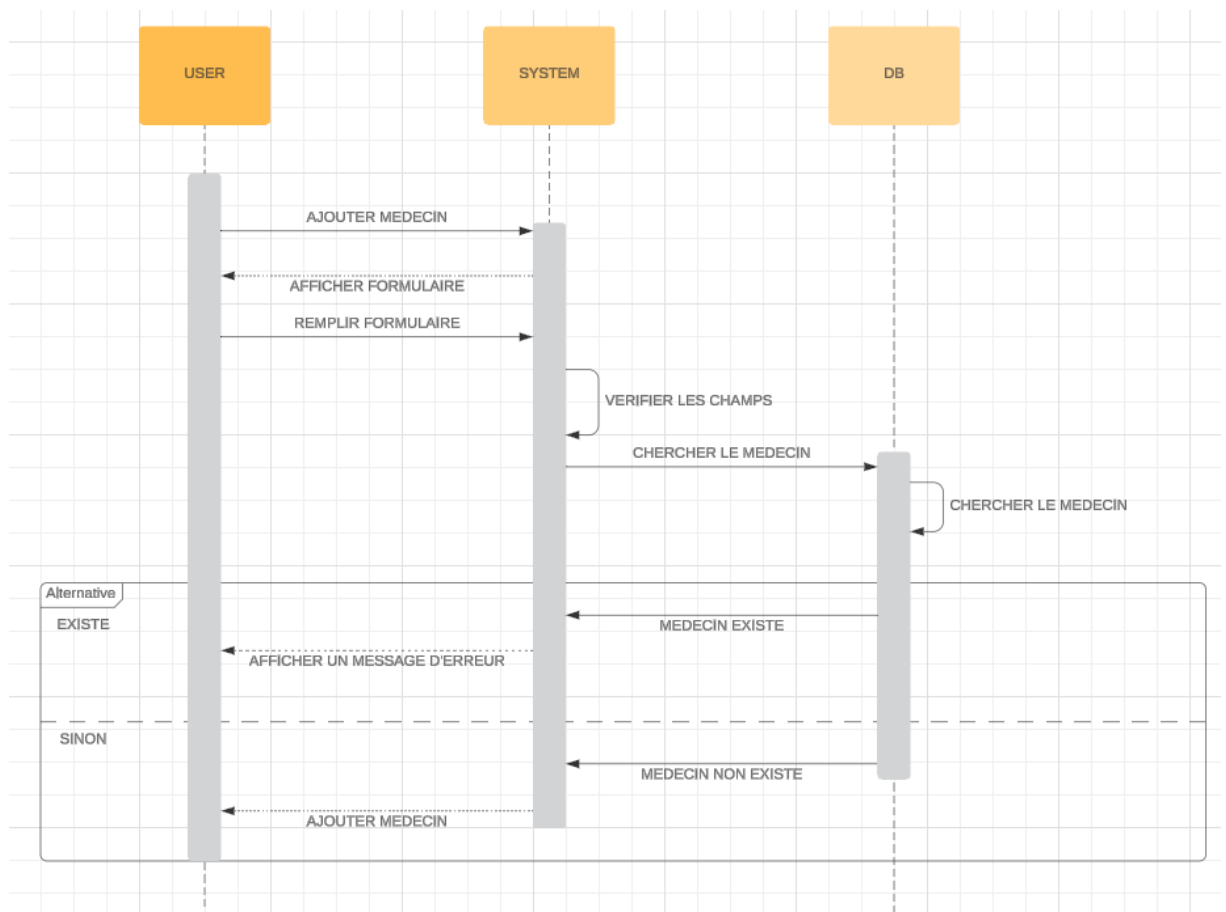 USER
SYSTEM
DB
AJOUTER MEDECIN
AFFICHER FORMULAIRE
REMPLIR FORMULAIRE
VERIFIER LES CHAMPS
CHERCHER LE MEDECIN
CHERCHER LE MEDECIN
Alternative
EXISTE
MEDECIN EXISTE
AFFICHER UN MESSAGE D'ERREUR
SINON
MEDECIN NON EXISTE
AJOUTER MEDECIN